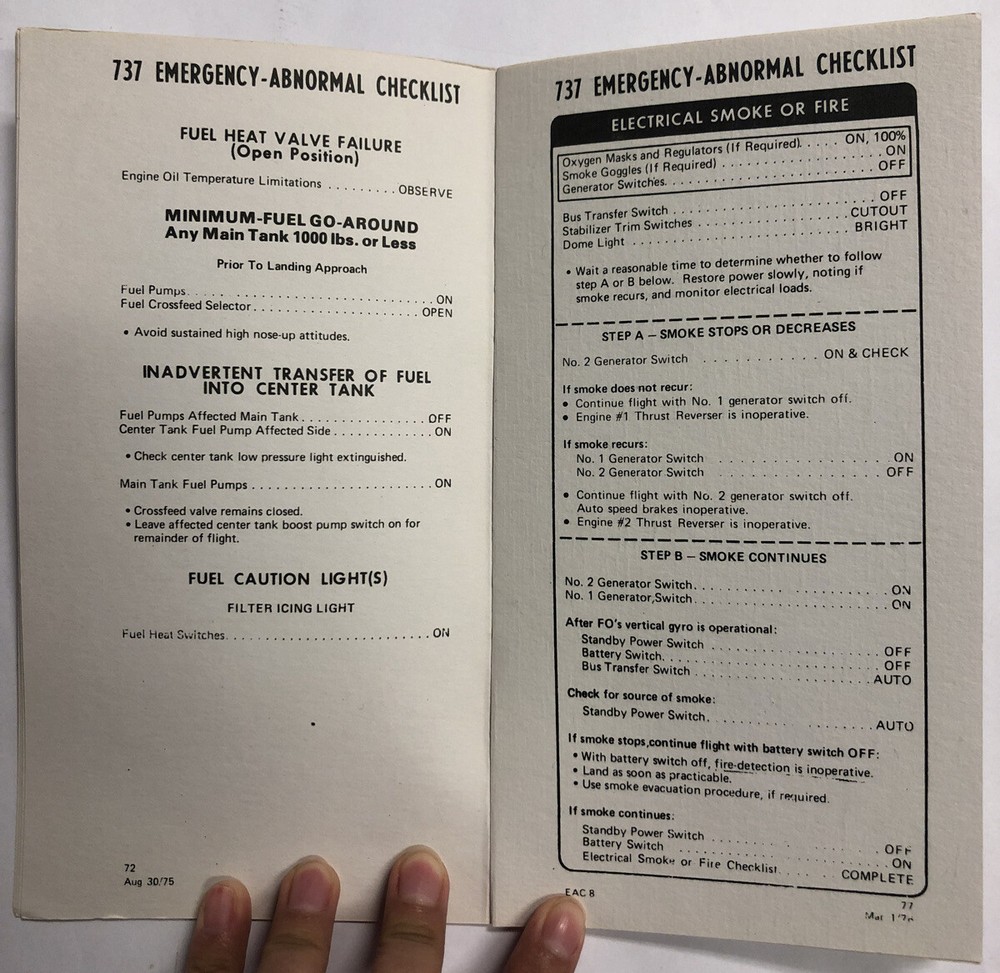 737 EMERGENCY-ABNORMAL CHECKLIST
FUEL HEAT VALVE FAILURE
(Open Position)
Engine Oil Temperature Limitations . . . . . . . . . OBSERVE
MINIMUM-FUEL GO-AROUND
Any Main Tank 1000 lbs. or Less
Prior To Landing Approach
Fuel Pumps. . . . . . . . . . . . . . . . . . . . . . . . . . . . . . . ON
Fuel Crossfeed Selector. . . . . . . . . . . . . . . . . . . . . OPEN
• Avoid sustained high nose-up attitudes.
INADVERTENT TRANSFER OF FUEL
INTO CENTER TANK
Fuel Pumps Affected Main Tank . . . . . . . . . . . . . . . . OFF
Center Tank Fuel Pump Affected Side . . . . . . . . . . . . . ON
• Check center tank low pressure light extinguished.
Main Tank Fuel Pumps . . . . . . . . . . . . . . . . . . . . . . . ON
• Crossfeed valve remains closed.
• Leave affected center tank boost pump switch on for
remainder of flight.
FUEL CAUTION LIGHT(S)
FILTER ICING LIGHT
Fuel Heat Switches. . . . . . . . . . . . . . . . . . . . . . . . . . ON
72
Aug 30/75
737 EMERGENCY-ABNORMAL CHECKLIST
ELECTRICAL SMOKE OR FIRE
Oxygen Masks and Regulators (If Required). . . . . ON, 100%
Smoke Goggles (If Required) . . . . . . . . . . . . . . . . . . . ON
Generator Switches. . . . . . . . . . . . . . . . . . . . . . . . . OFF
Bus Transfer Switch . . . . . . . . . . . . . . . . . . . . . . . . OFF
Stabilizer Trim Switches . . . . . . . . . . . . . . . . . . CUTOUT
Dome Light . . . . . . . . . . . . . . . . . . . . . . . . . . . BRIGHT
• Wait a reasonable time to determine whether to follow
step A or B below. Restore power slowly, noting if
smoke recurs, and monitor electrical loads.
STEP A – SMOKE STOPS OR DECREASES
No. 2 Generator Switch . . . . . . . . . . . ON & CHECK
If smoke does not recur:
• Continue flight with No. 1 generator switch off.
• Engine #1 Thrust Reverser is inoperative.
If smoke recurs:
No. 1 Generator Switch . . . . . . . . . . . . . . . . . . . . ON
No. 2 Generator Switch . . . . . . . . . . . . . . . . . . . OFF
• Continue flight with No. 2 generator switch off.
Auto speed brakes inoperative.
• Engine #2 Thrust Reverser is inoperative.
STEP B – SMOKE CONTINUES
No. 2 Generator Switch. . . . . . . . . . . . . . . . . . . . . . ON
No. 1 Generator Switch. . . . . . . . . . . . . . . . . . . . . . ON
After FO's vertical gyro is operational:
Standby Power Switch . . . . . . . . . . . . . . . . . . . . OFF
Battery Switch. . . . . . . . . . . . . . . . . . . . . . . . . OFF
Bus Transfer Switch . . . . . . . . . . . . . . . . . . . . AUTO
Check for source of smoke:
Standby Power Switch. . . . . . . . . . . . . . . . . . . AUTO
If smoke stops,continue flight with battery switch OFF:
• With battery switch off, fire-detection is inoperative.
• Land as soon as practicable.
• Use smoke evacuation procedure, if required.
If smoke continues:
Standby Power Switch . . . . . . . . . . . . . . . . . . . . OFF
Battery Switch . . . . . . . . . . . . . . . . . . . . . . . . . ON
Electrical Smoke or Fire Checklist. . . . . . . COMPLETE
EAC 8
77